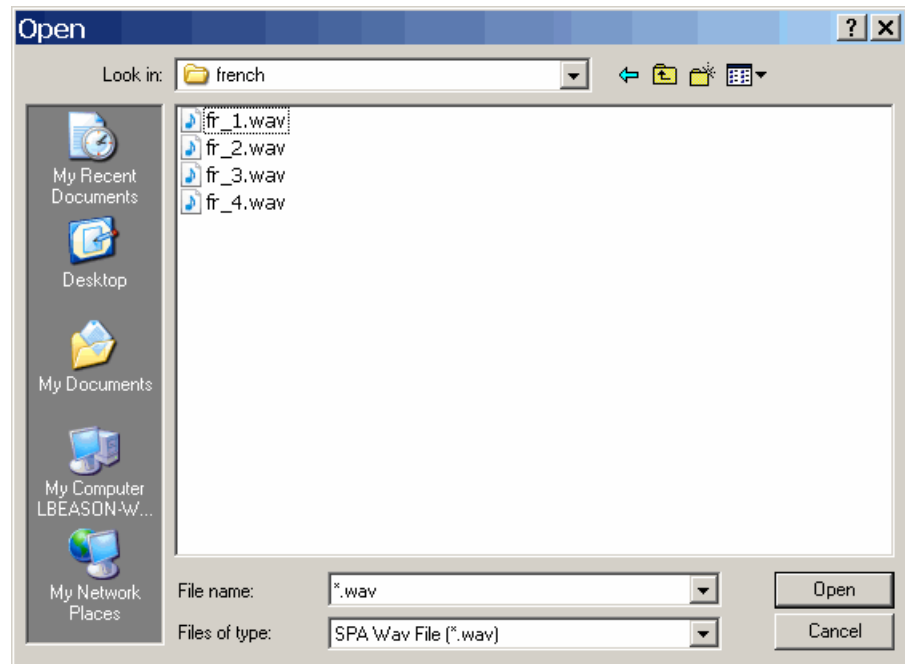 Open
Look in:
french
fr_1.wav
fr_2.wav
fr_3.wav
fr_4.wav
My Recent
Documents
Desktop
My Documents
My Computer
LBEASON-W...
My Network
Places
File name:
*.wav
Open
Files of type:
SPA Wav File (*.wav)
Cancel